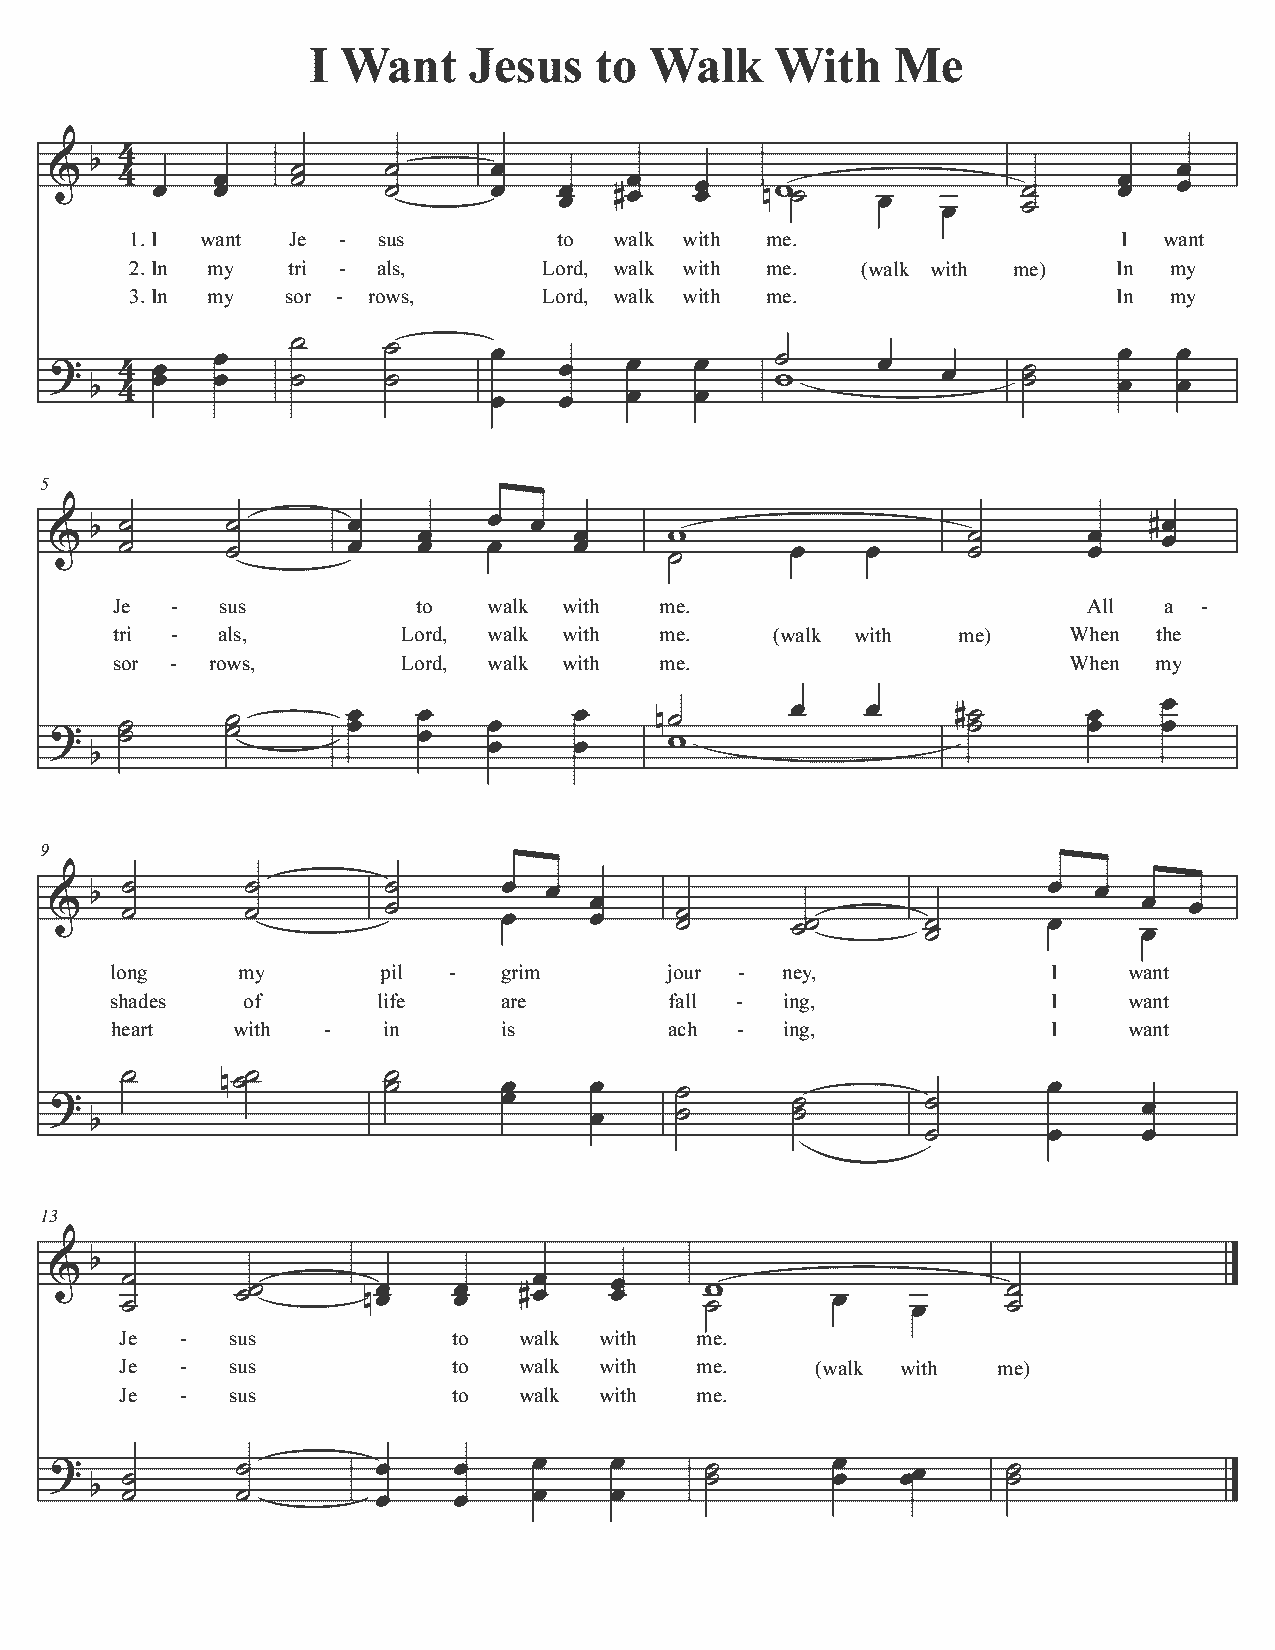 I Want Jesus to Walk With Me
1. I want Je - sus to walk with me. I want
2. In my tri - als, Lord, walk with me. (walk with me) In my
3. In my sor - rows, Lord, walk with me. In my
5
Je - sus to walk with me. All a -
tri - als, Lord, walk with me. (walk with me) When the
sor - rows, Lord, walk with me. When my
9
long my pil - grim jour - ney, I want
shades of life are fall - ing, I want
heart with - in is ach - ing, I want
13
Je - sus to walk with me.
Je - sus to walk with me. (walk with me)
Je - sus to walk with me.